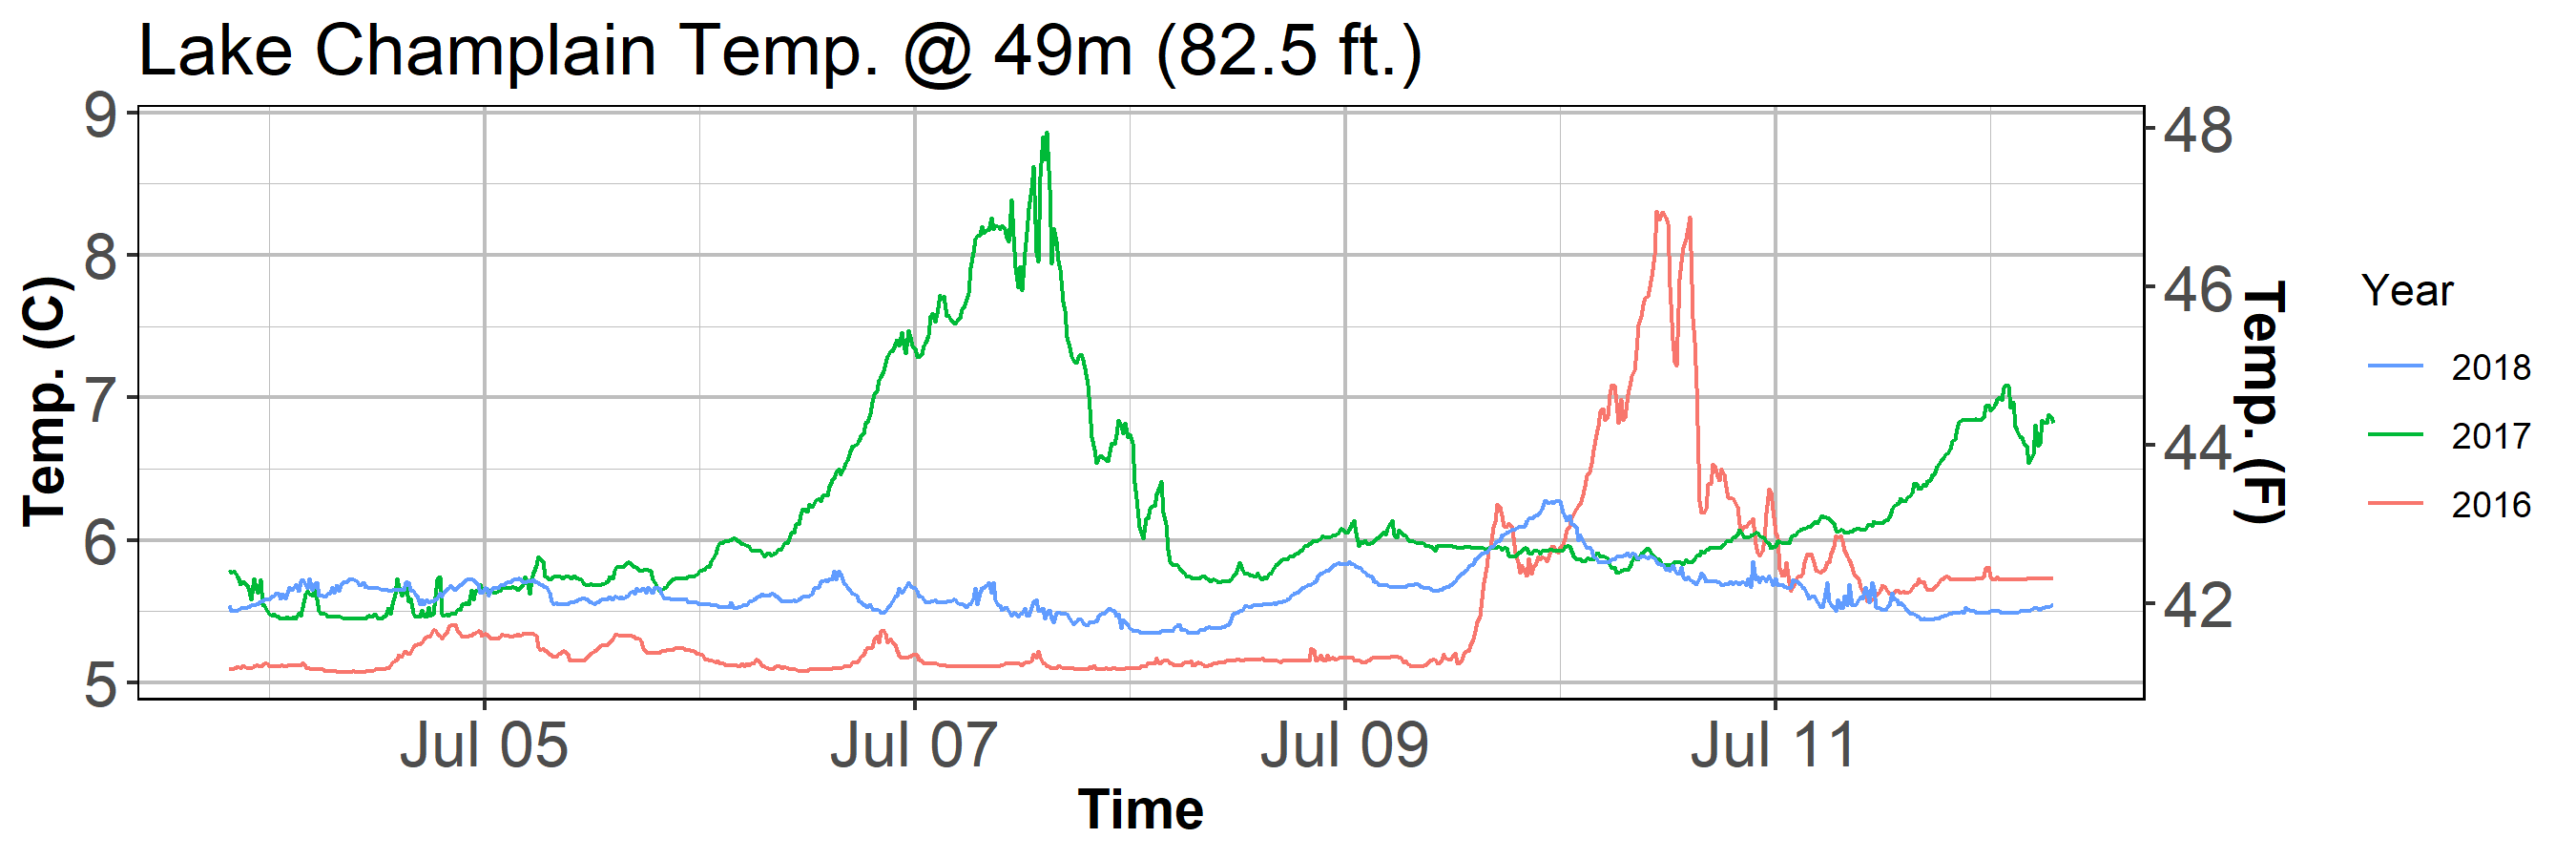 Lake Champlain Temp. @ 49m (82.5 ft.)
9
8
7
6
5
Temp. (C)
48
46
44
42
Temp. (F)
Jul 05
Jul 07
Jul 09
Jul 11
Time
Year
2018
2017
2016